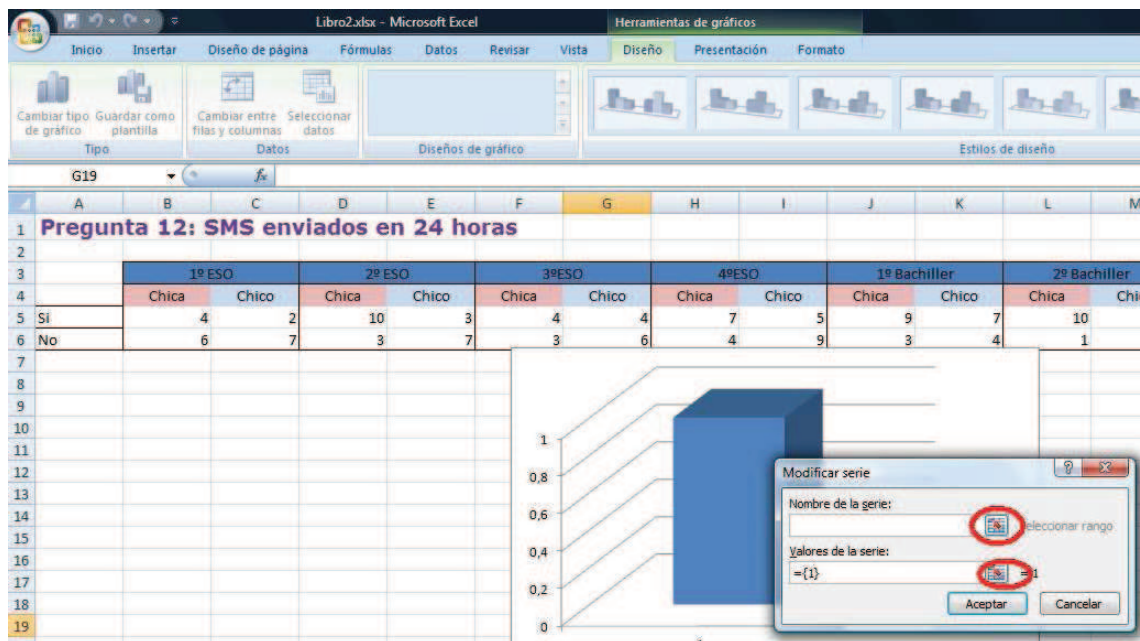 Libro2.xlsx - Microsoft Excel
Herramientas de gráficos
Inicio Insertar Diseño de página Fórmulas Datos Revisar Vista Diseño Presentación Formato
Cambiar tipo de gráfico
Guardar como plantilla
Cambiar entre filas y columnas
Seleccionar datos
Tipo Datos Diseños de gráfico Estilos de diseño
G19 fx
A B C D E F G H I J K L M
1 Pregunta 12: SMS enviados en 24 horas
2
3 1º ESO 2º ESO 3ºESO 4ºESO 1º Bachiller 2º Bachiller
4 Chica Chico Chica Chico Chica Chico Chica Chico Chica Chico Chica Chi
5 Si 4 2 10 3 4 4 7 5 9 7 10
6 No 6 7 3 7 3 6 4 9 3 4 1
7
8
9
10
11
12
13
14
15
16
17
18
19
1
0,8
0,6
0,4
0,2
0
Modificar serie
Nombre de la serie:
eleccionar rango
Valores de la serie:
={1} = 1
Aceptar Cancelar